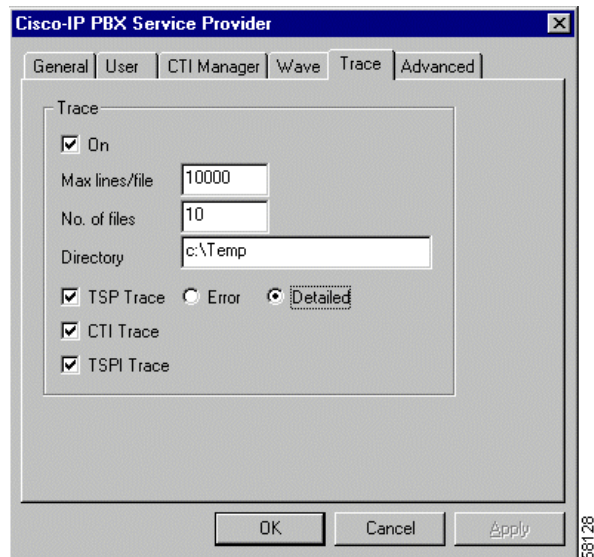 Cisco-IP PBX Service Provider
General User CTI Manager Wave Trace Advanced
Trace
On
Max lines/file 10000
No. of files 10
Directory c:\Temp
TSP Trace Error Detailed
CTI Trace
TSPI Trace
OK Cancel Apply
58128